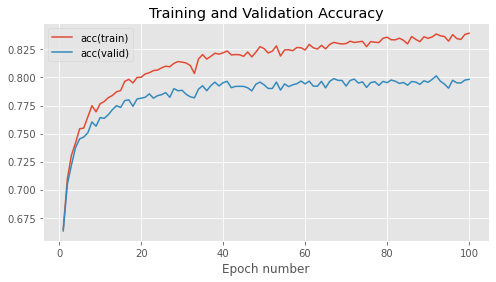 Training and Validation Accuracy
acc(train)
acc(valid)
0.825
0.800
0.775
0.750
0.725
0.700
0.675
0 20 40 60 80 100
Epoch number